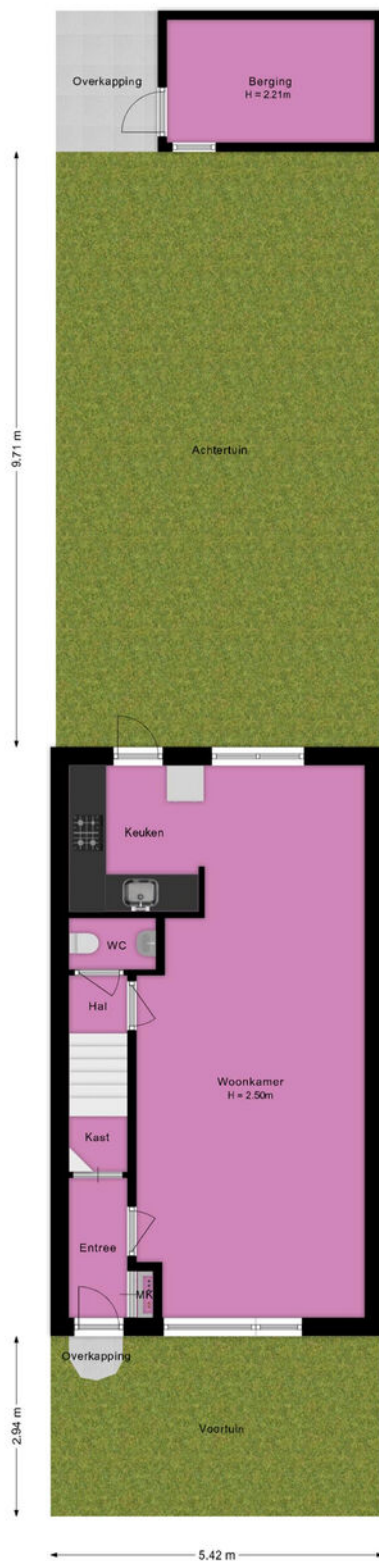 Overkapping
Berging
H = 2.21m
9.71 m
Achtertuin
Keuken
WC
Hal
Woonkamer
H = 2.50m
Kast
Entree
MK
Overkapping
2.94 m
Voortuin
5.42 m